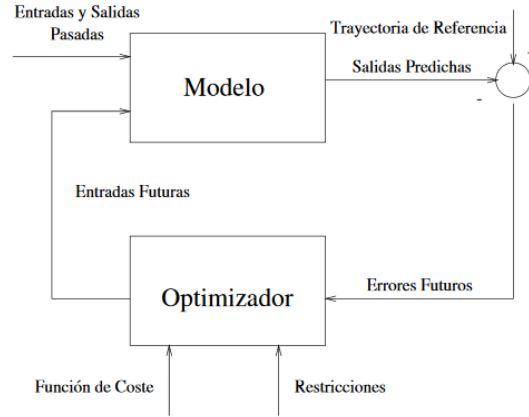 Entradas y Salidas
Pasadas
Trayectoria de Referencia
+
Modelo
Salidas Predichas
-
Entradas Futuras
Optimizador
Errores Futuros
Función de Coste
Restricciones